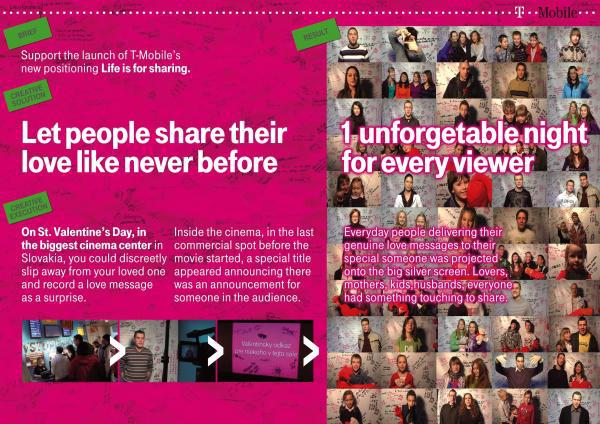 T··Mobile··
BRIEF
Support the launch of T-Mobile's
new positioning Life is for sharing.
CREATIVE
SOLUTION
Let people share their
love like never before
CREATIVE
EXECUTION
On St. Valentine's Day, in
the biggest cinema center in
Slovakia, you could discreetly
slip away from your loved one
and record a love message
as a surprise.
Inside the cinema, in the last
commercial spot before the
movie started, a special title
appeared announcing there
was an announcement for
someone in the audience.
Valentínsky odkaz
pre niekoho v tejto sále
RESULT
1 unforgetable night
for every viewer
Everyday people delivering their
genuine love messages to their
special someone was projected
onto the big silver screen. Lovers,
mothers, kids,husbands, everyone
had something touching to share.